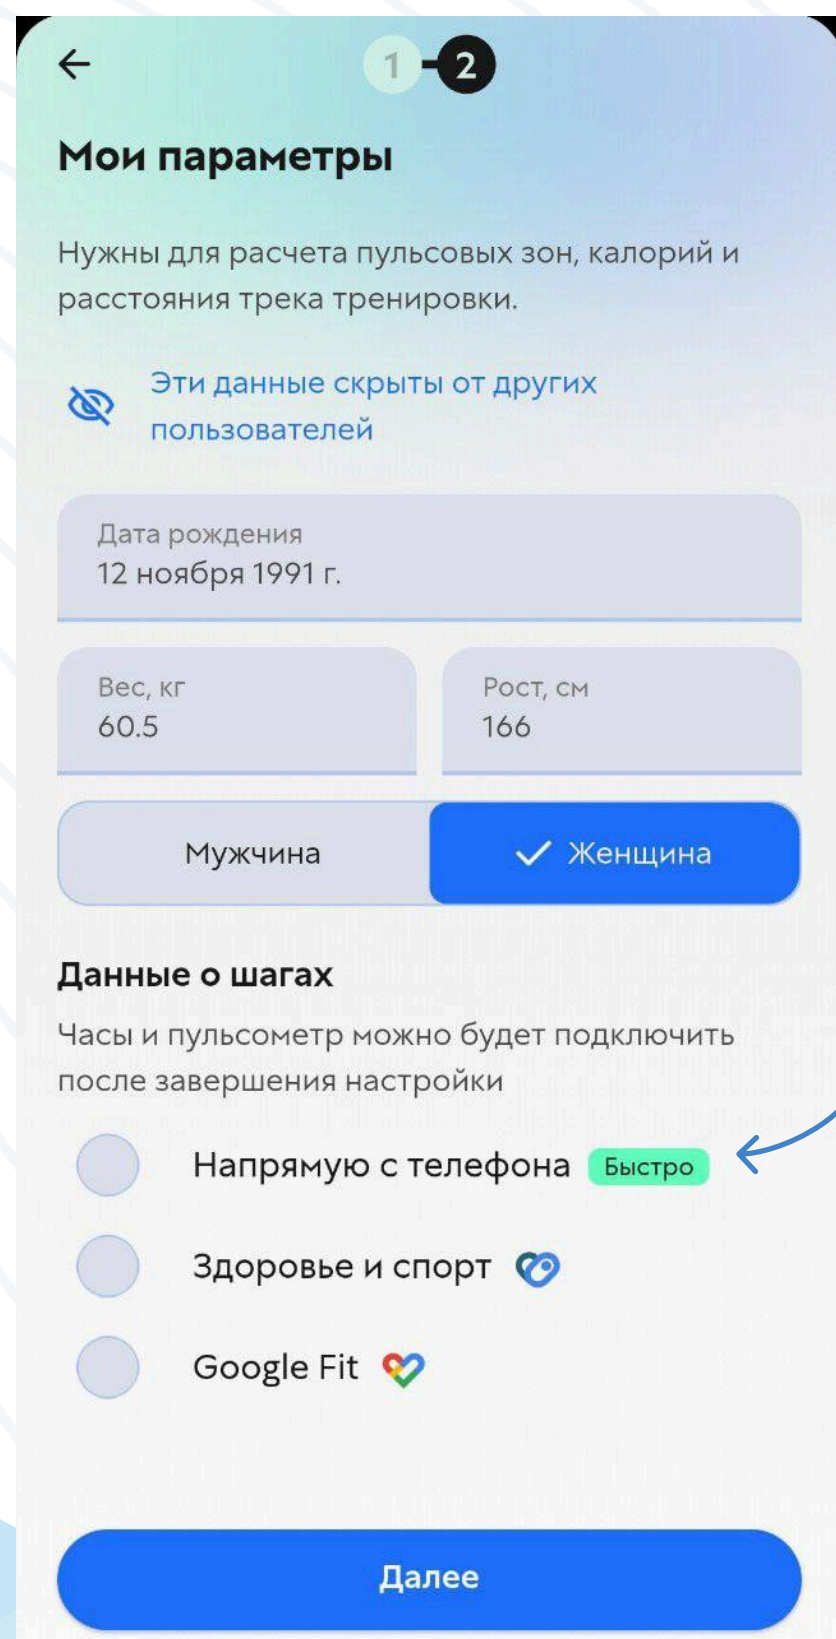 1 2
Мои параметры
Нужны для расчета пульсовых зон, калорий и
расстояния трека тренировки.
Эти данные скрыты от других
пользователей
Дата рождения
12 ноября 1991 г.
Вес, кг
60.5
Рост, см
166
Мужчина
Женщина
Данные о шагах
Часы и пульсометр можно будет подключить
после завершения настройки
Напрямую с телефона Быстро
Здоровье и спорт
Google Fit
Далее